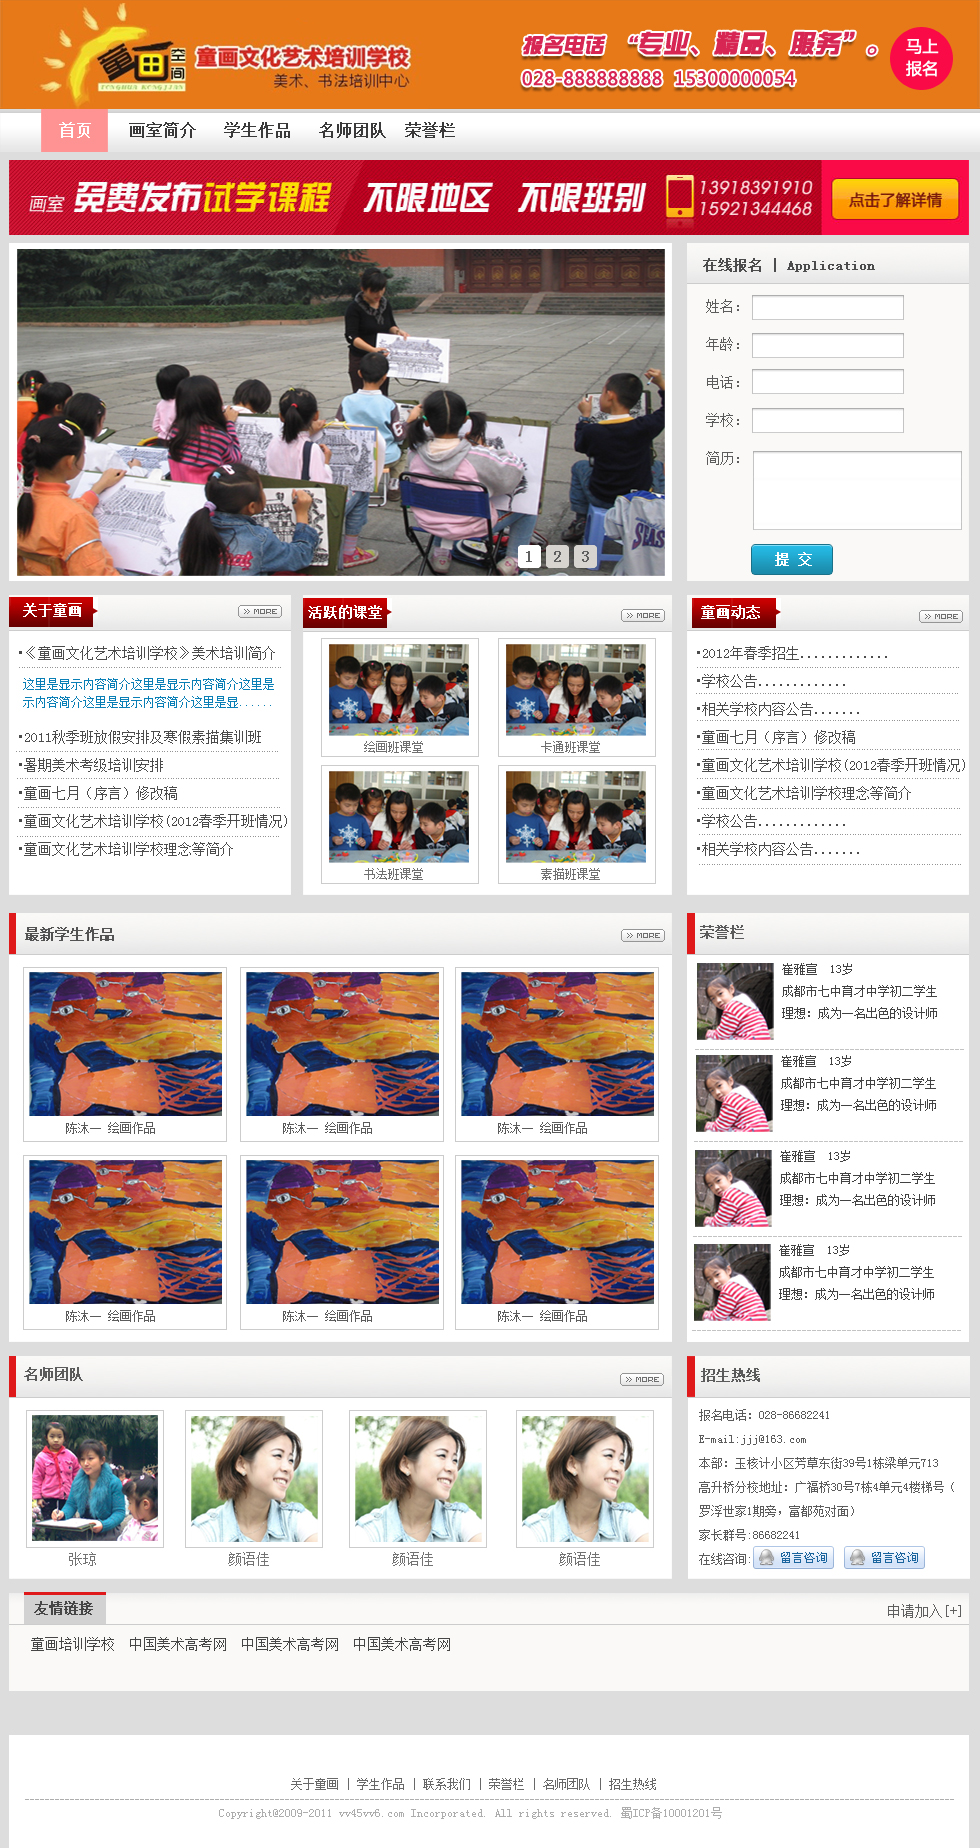 童画
空间
TONGHUA KONGJIAN
童画文化艺术培训学校
美术、书法培训中心
报名电话 “专业、精品、服务”。
028-888888888 15300000054
马上
报名
首页 画室简介 学生作品 名师团队 荣誉栏
画室 免费发布试学课程 不限地区 不限班别
13918391910
15921344468
点击了解详情
1 2 3
在线报名 | Application
姓名：
年龄：
电话：
学校：
简历：
提 交
关于童画
MORE
·《童画文化艺术培训学校》美术培训简介
这里是显示内容简介这里是显示内容简介这里是
示内容简介这里是显示内容简介这里是显......
·2011秋季班放假安排及寒假素描集训班
·暑期美术考级培训安排
·童画七月（序言）修改稿
·童画文化艺术培训学校(2012春季开班情况)
·童画文化艺术培训学校理念等简介
活跃的课堂
MORE
绘画班课堂 卡通班课堂
书法班课堂 素描班课堂
童画动态
MORE
·2012年春季招生.............
·学校公告.............
·相关学校内容公告.......
·童画七月（序言）修改稿
·童画文化艺术培训学校(2012春季开班情况)
·童画文化艺术培训学校理念等简介
·学校公告.............
·相关学校内容公告.......
最新学生作品
MORE
陈沐一 绘画作品 陈沐一 绘画作品 陈沐一 绘画作品
陈沐一 绘画作品 陈沐一 绘画作品 陈沐一 绘画作品
荣誉栏
崔雅宣 13岁
成都市七中育才中学初二学生
理想：成为一名出色的设计师
崔雅宣 13岁
成都市七中育才中学初二学生
理想：成为一名出色的设计师
崔雅宣 13岁
成都市七中育才中学初二学生
理想：成为一名出色的设计师
崔雅宣 13岁
成都市七中育才中学初二学生
理想：成为一名出色的设计师
名师团队
MORE
张琼 颜语佳 颜语佳 颜语佳
招生热线
报名电话：028-86682241
E-mail:jjj@163.com
本部：玉核计小区芳草东街39号1栋梁单元713
高升桥分校地址：广福桥30号7栋4单元4楼梯号（
罗浮世家1期旁，富都苑对面）
家长群号:86682241
在线咨询: 留言咨询 留言咨询
友情链接
申请加入[+]
童画培训学校 中国美术高考网 中国美术高考网 中国美术高考网
关于童画 | 学生作品 | 联系我们 | 荣誉栏 | 名师团队 | 招生热线
Copyright@2009-2011 vv45vv6.com Incorporated. All rights reserved. 蜀ICP备10001201号